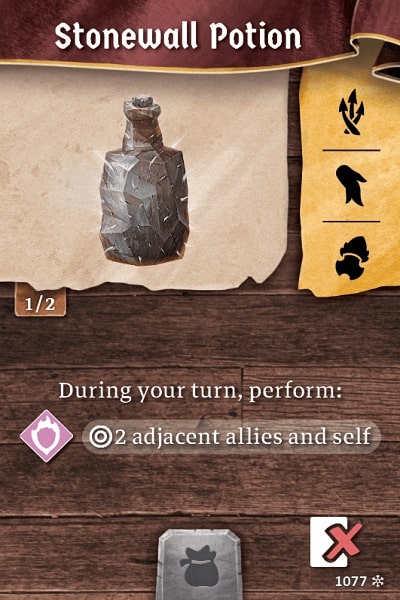 Stonewall Potion
1/2
During your turn, perform:
2 adjacent allies and self
1077